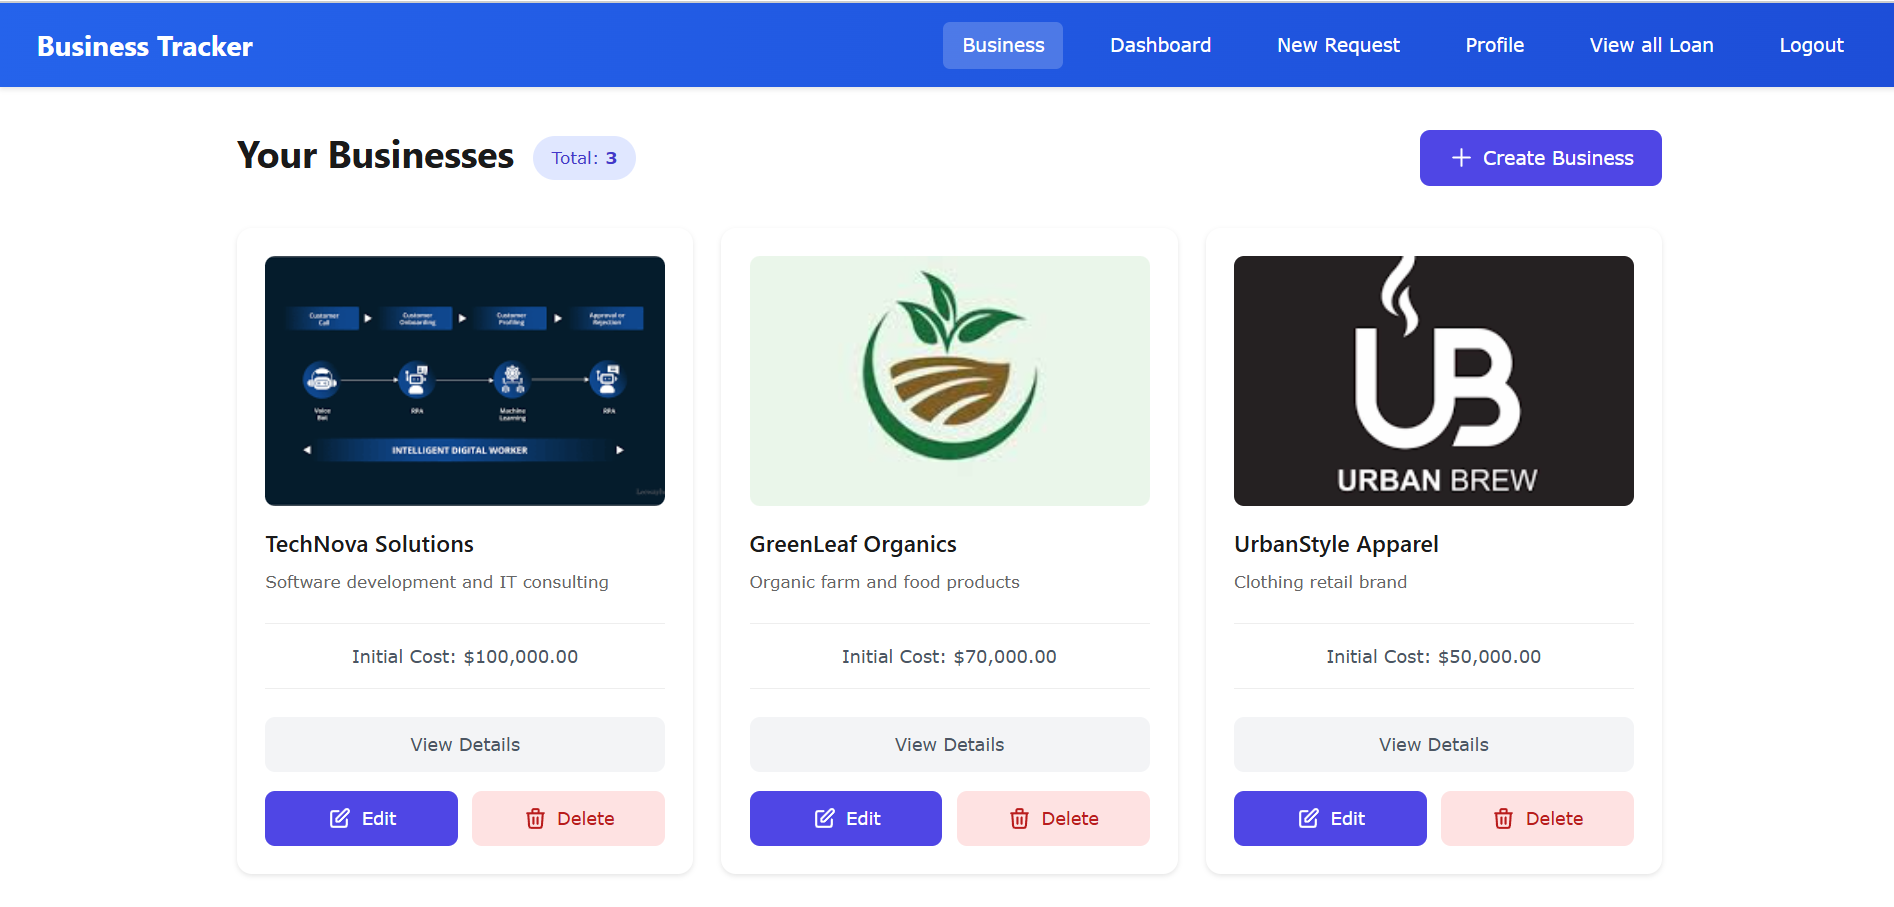 Business Tracker
Business Dashboard New Request Profile View all Loan Logout
Your Businesses Total: 3
Create Business
Customer Call
Customer Onboarding
Customer Profiling
Approval or Rejection
Voice Bot
RPA
Machine Learning
RPA
INTELLIGENT DIGITAL WORKER
URBAN BREW
TechNova Solutions
Software development and IT consulting
Initial Cost: $100,000.00
View Details
Edit Delete
GreenLeaf Organics
Organic farm and food products
Initial Cost: $70,000.00
View Details
Edit Delete
UrbanStyle Apparel
Clothing retail brand
Initial Cost: $50,000.00
View Details
Edit Delete